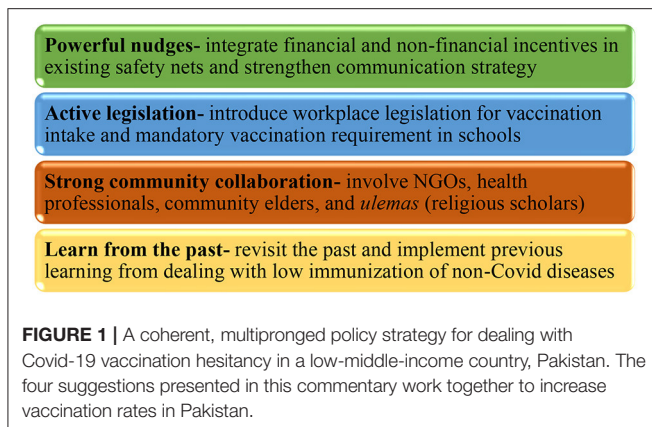 Powerful nudges- integrate financial and non-financial incentives in
existing safety nets and strengthen communication strategy
Active legislation- introduce workplace legislation for vaccination
intake and mandatory vaccination requirement in schools
Strong community collaboration- involve NGOs, health
professionals, community elders, and ulemas (religious scholars)
Learn from the past- revisit the past and implement previous
learning from dealing with low immunization of non-Covid diseases
FIGURE 1 | A coherent, multipronged policy strategy for dealing with
Covid-19 vaccination hesitancy in a low-middle-income country, Pakistan. The
four suggestions presented in this commentary work together to increase
vaccination rates in Pakistan.